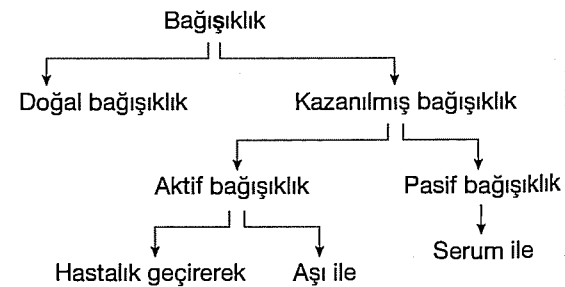 Bağışıklık
Doğal bağışıklık
Kazanılmış bağışıklık
Aktif bağışıklık
Pasif bağışıklık
Hastalık geçirerek
Aşı ile
Serum ile